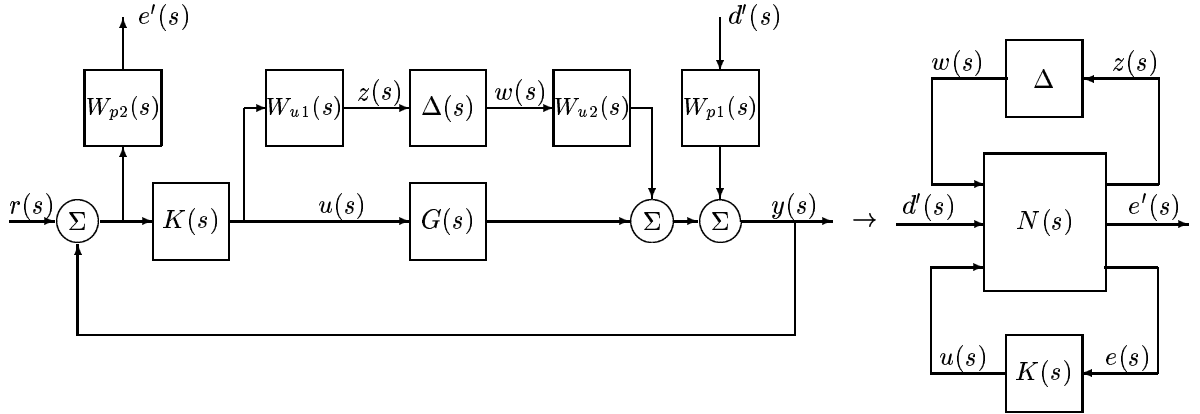 e′(s)
d′(s)
W_{p2}(s)
W_{u1}(s)
z(s)
Δ(s)
w(s)
W_{u2}(s)
W_{p1}(s)
r(s)
Σ
K(s)
u(s)
G(s)
Σ
Σ
y(s)
→
w(s)
Δ
z(s)
d′(s)
N(s)
e′(s)
u(s)
K(s)
e(s)